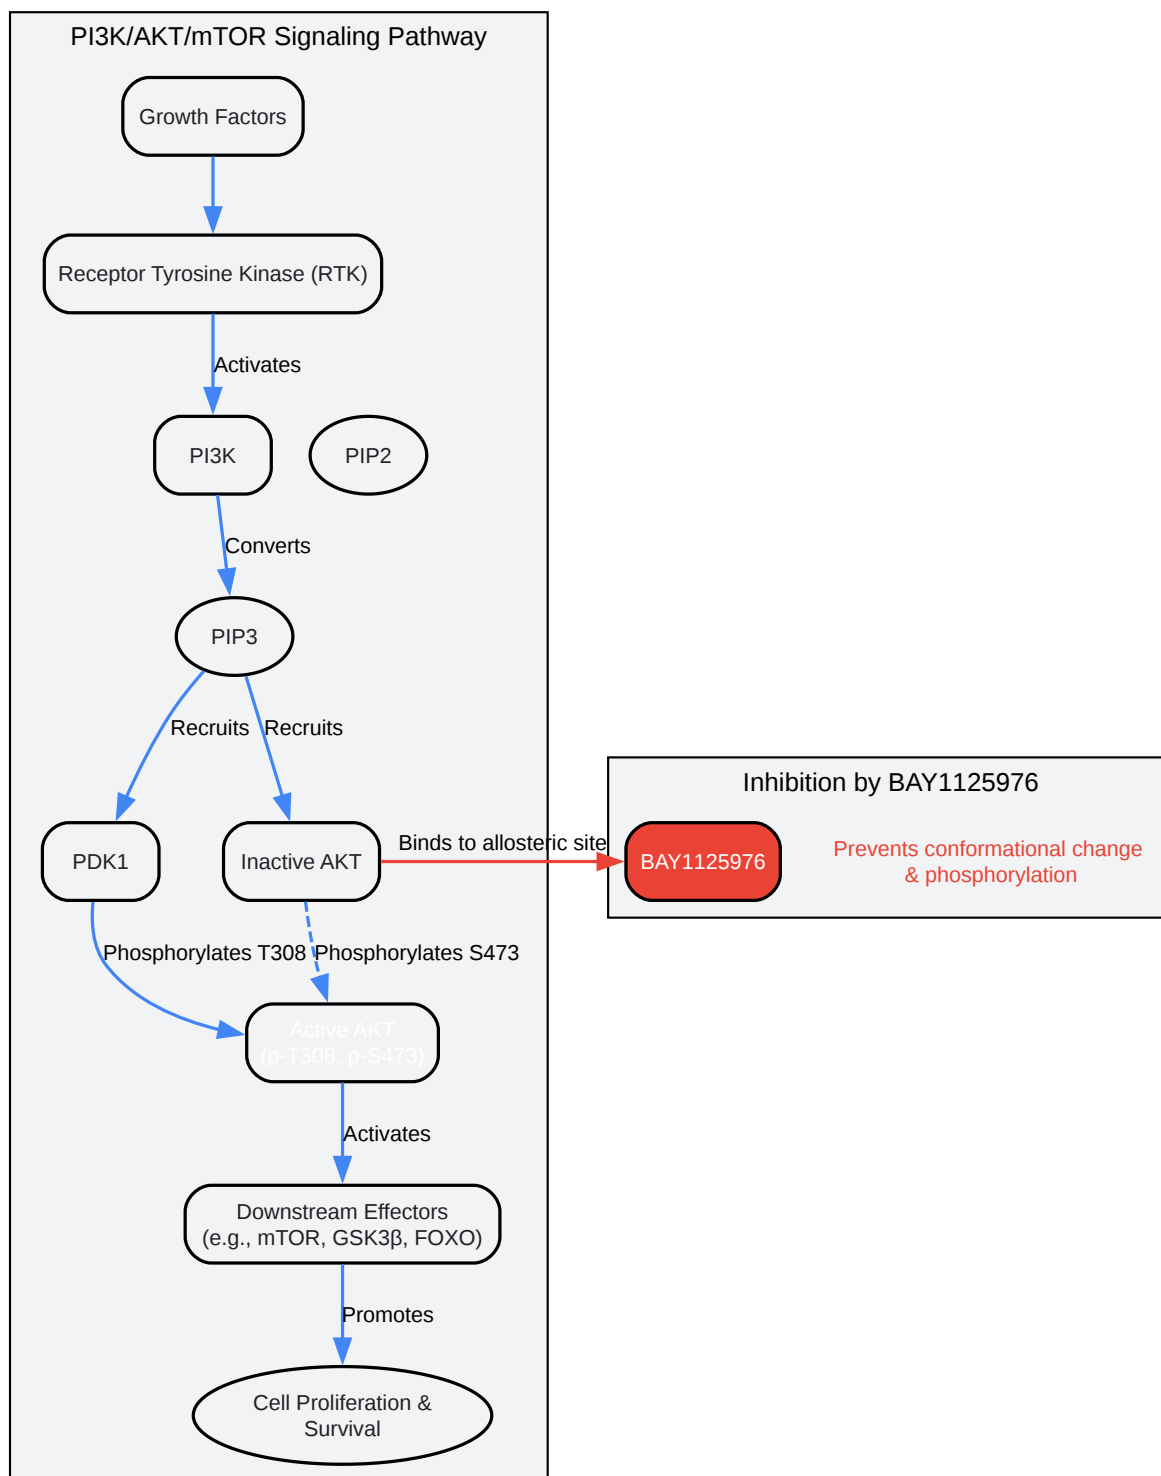 PI3K/AKT/mTOR Signaling Pathway
Growth Factors
Receptor Tyrosine Kinase (RTK)
Activates
PI3K
PIP2
Converts
PIP3
Recruits
Recruits
Inhibition by BAY1125976
PDK1
Inactive AKT
Binds to allosteric site
BAY1125976
Prevents conformational change
& phosphorylation
Phosphorylates T308
Phosphorylates S473
Active AKT
(p-T308, p-S473)
Activates
Downstream Effectors
(e.g., mTOR, GSK3β, FOXO)
Promotes
Cell Proliferation &
Survival